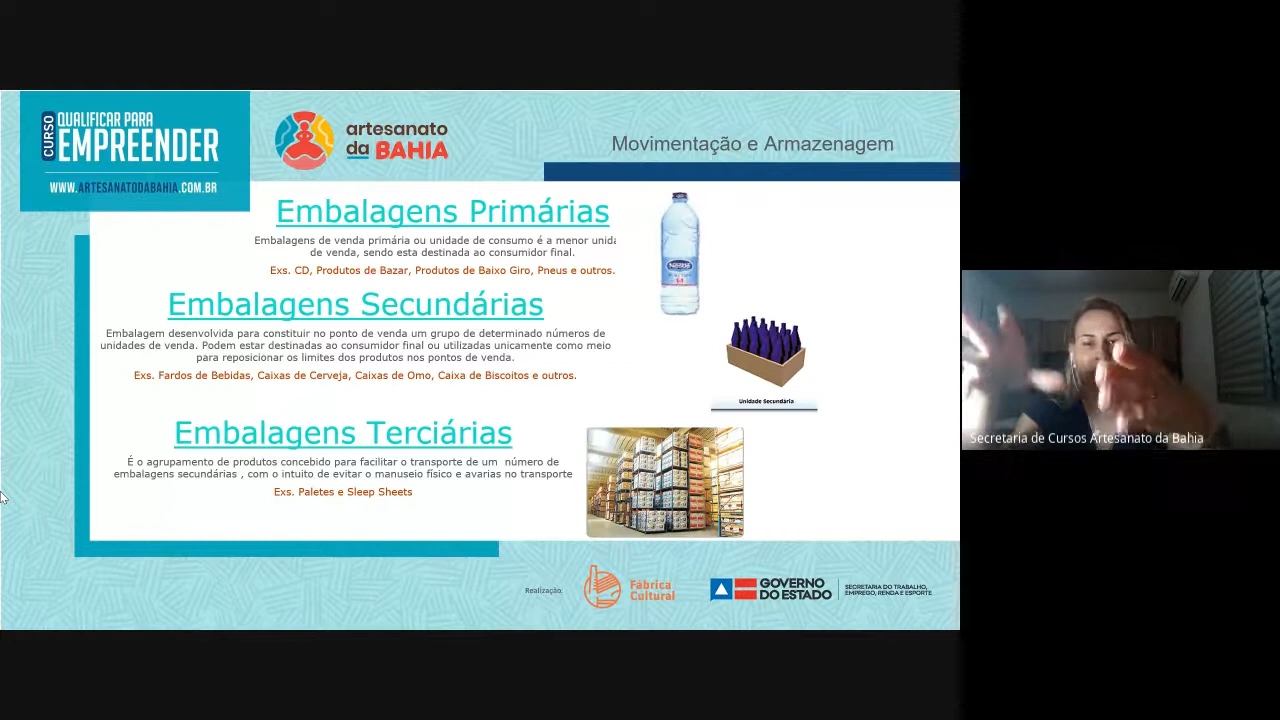 CURSO
QUALIFICAR PARA
EMPREENDER
WWW.ARTESANATODABAHIA.COM.BR
artesanato
da BAHIA
Movimentação e Armazenagem
Embalagens Primárias
Embalagens de venda primária ou unidade de consumo é a menor unida
de venda, sendo esta destinada ao consumidor final.
Exs. CD, Produtos de Bazar, Produtos de Baixo Giro, Pneus e outros.
Nestlé
Embalagens Secundárias
Embalagem desenvolvida para constituir no ponto de venda um grupo de determinado números de
unidades de venda. Podem estar destinadas ao consumidor final ou utilizadas unicamente como meio
para reposicionar os limites dos produtos nos pontos de venda.
Exs. Fardos de Bebidas, Caixas de Cerveja, Caixas de Omo, Caixa de Biscoitos e outros.
Unidade Secundária
Embalagens Terciárias
É o agrupamento de produtos concebido para facilitar o transporte de um número de
embalagens secundárias , com o intuito de evitar o manuseio físico e avarias no transporte
Exs. Paletes e Sleep Sheets
Realização:
Fábrica
Cultural
GOVERNO
DO ESTADO
SECRETARIA DO TRABALHO,
EMPREGO, RENDA E ESPORTE
Secretaria de Cursos Artesanato da Bahia